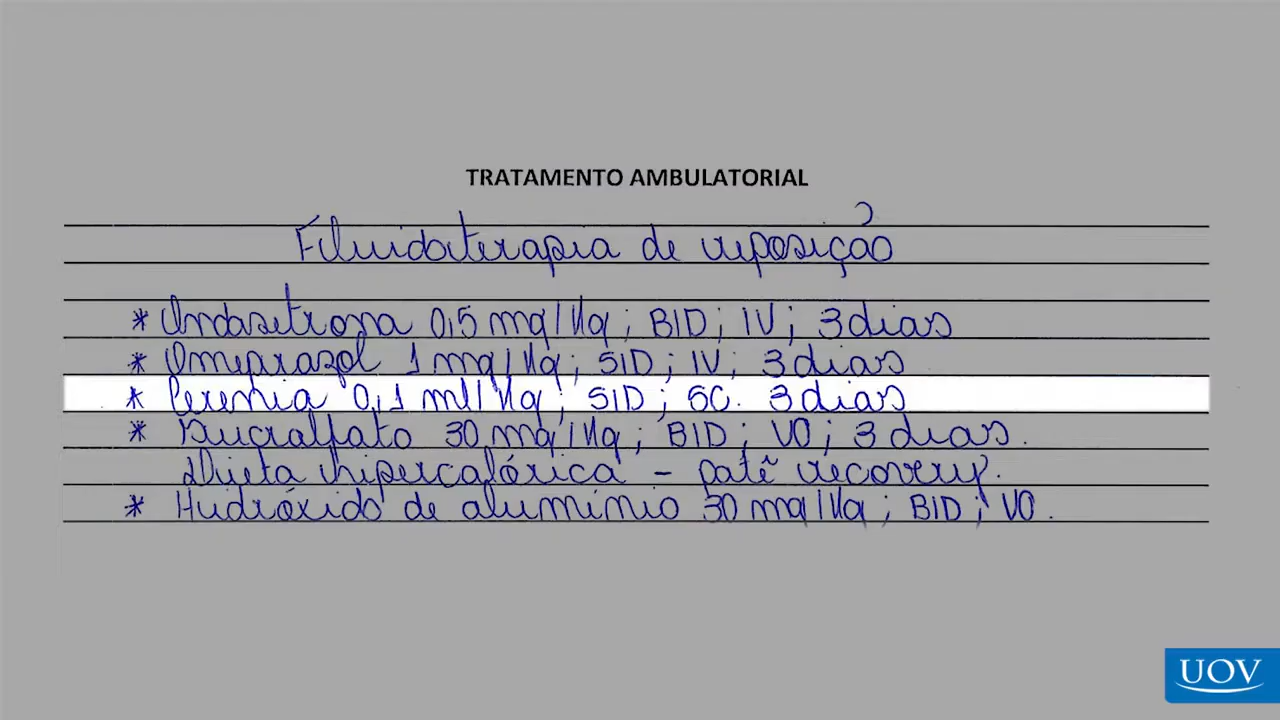 TRATAMENTO AMBULATORIAL
Fluidoterapia de reposição
* Ondasetrona 0,5 mg/kg; BID; IV; 3 dias
* Omeprazol 1 mg/kg; SID; IV; 3 dias
* Cerenia 0,1 ml/kg; SID; SC. 3 dias
* Sucralfato 30 mg/kg; BID; VO; 3 dias.
Dieta hipercalórica - patê recovery.
* Hidróxido de alumínio 30 mg/kg; BID; VO.
UOV